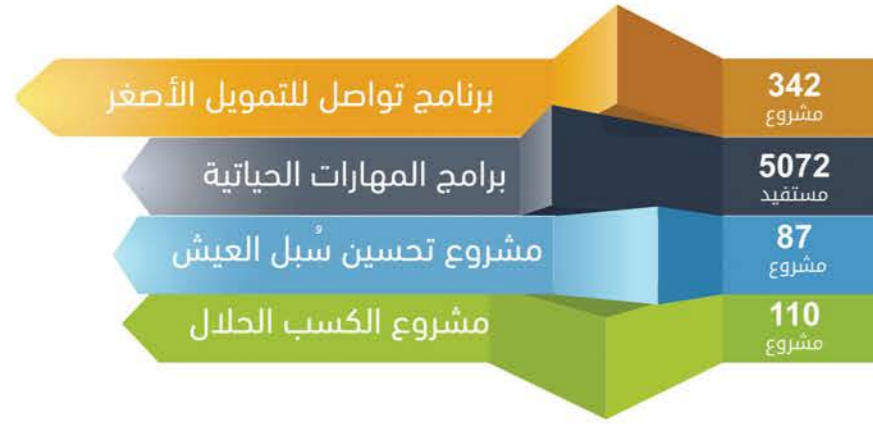 342
مشروع
برنامج تواصل للتمويل الأصغر
5072
مستفيد
برامج المهارات الحياتية
87
مشروع
مشروع تحسين سُبل العيش
110
مشروع
مشروع الكسب الحلال